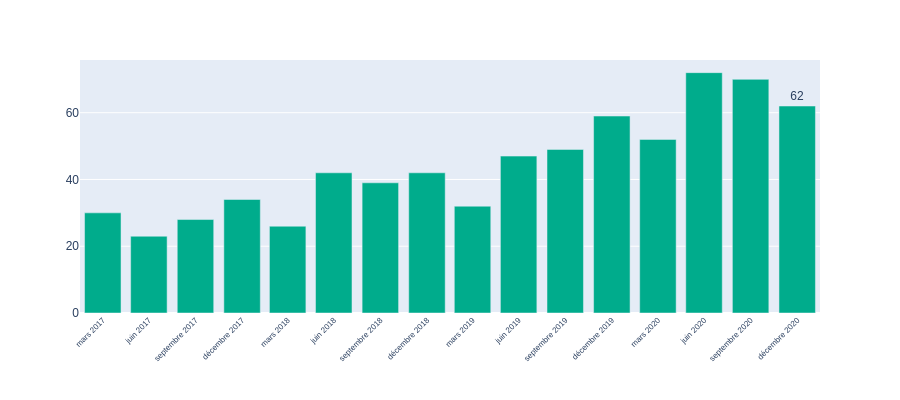 62
60
40
20
0
mars 2017
juin 2017
septembre 2017
décembre 2017
mars 2018
juin 2018
septembre 2018
décembre 2018
mars 2019
juin 2019
septembre 2019
décembre 2019
mars 2020
juin 2020
septembre 2020
décembre 2020